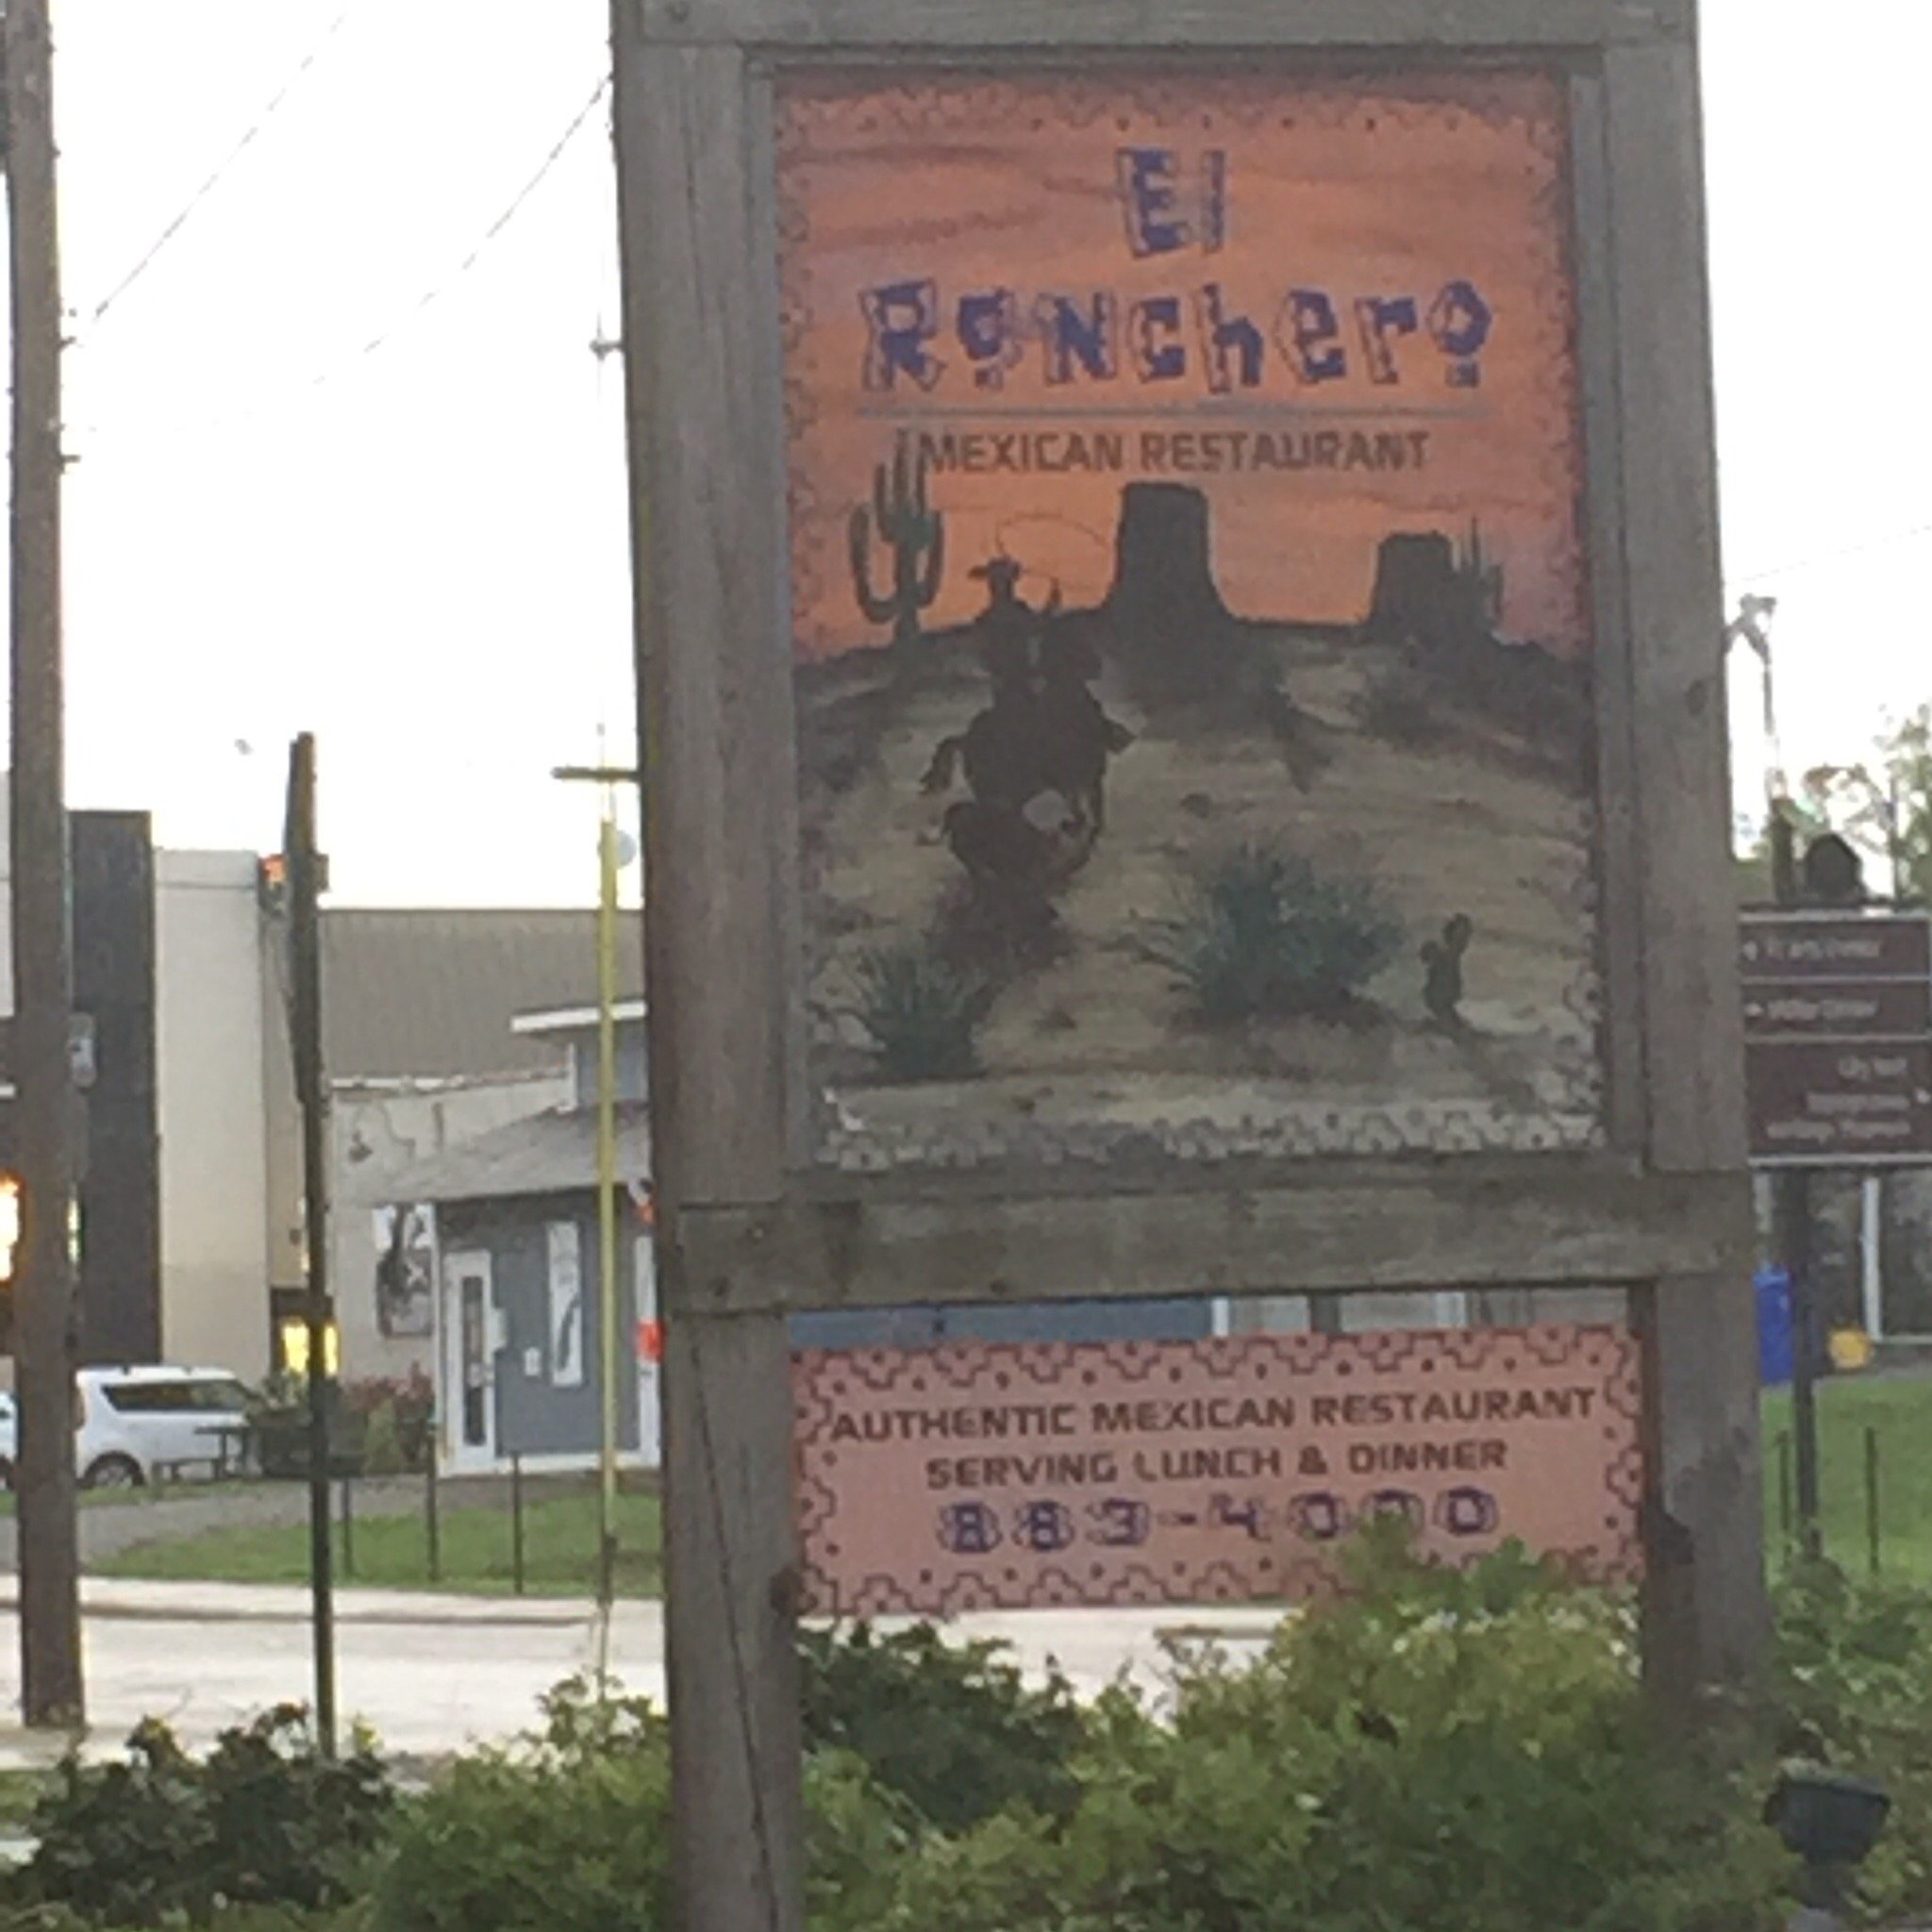 El
Ranchero
MEXICAN RESTAURANT
AUTHENTIC MEXICAN RESTAURANT
SERVING LUNCH & DINNER
883-4000